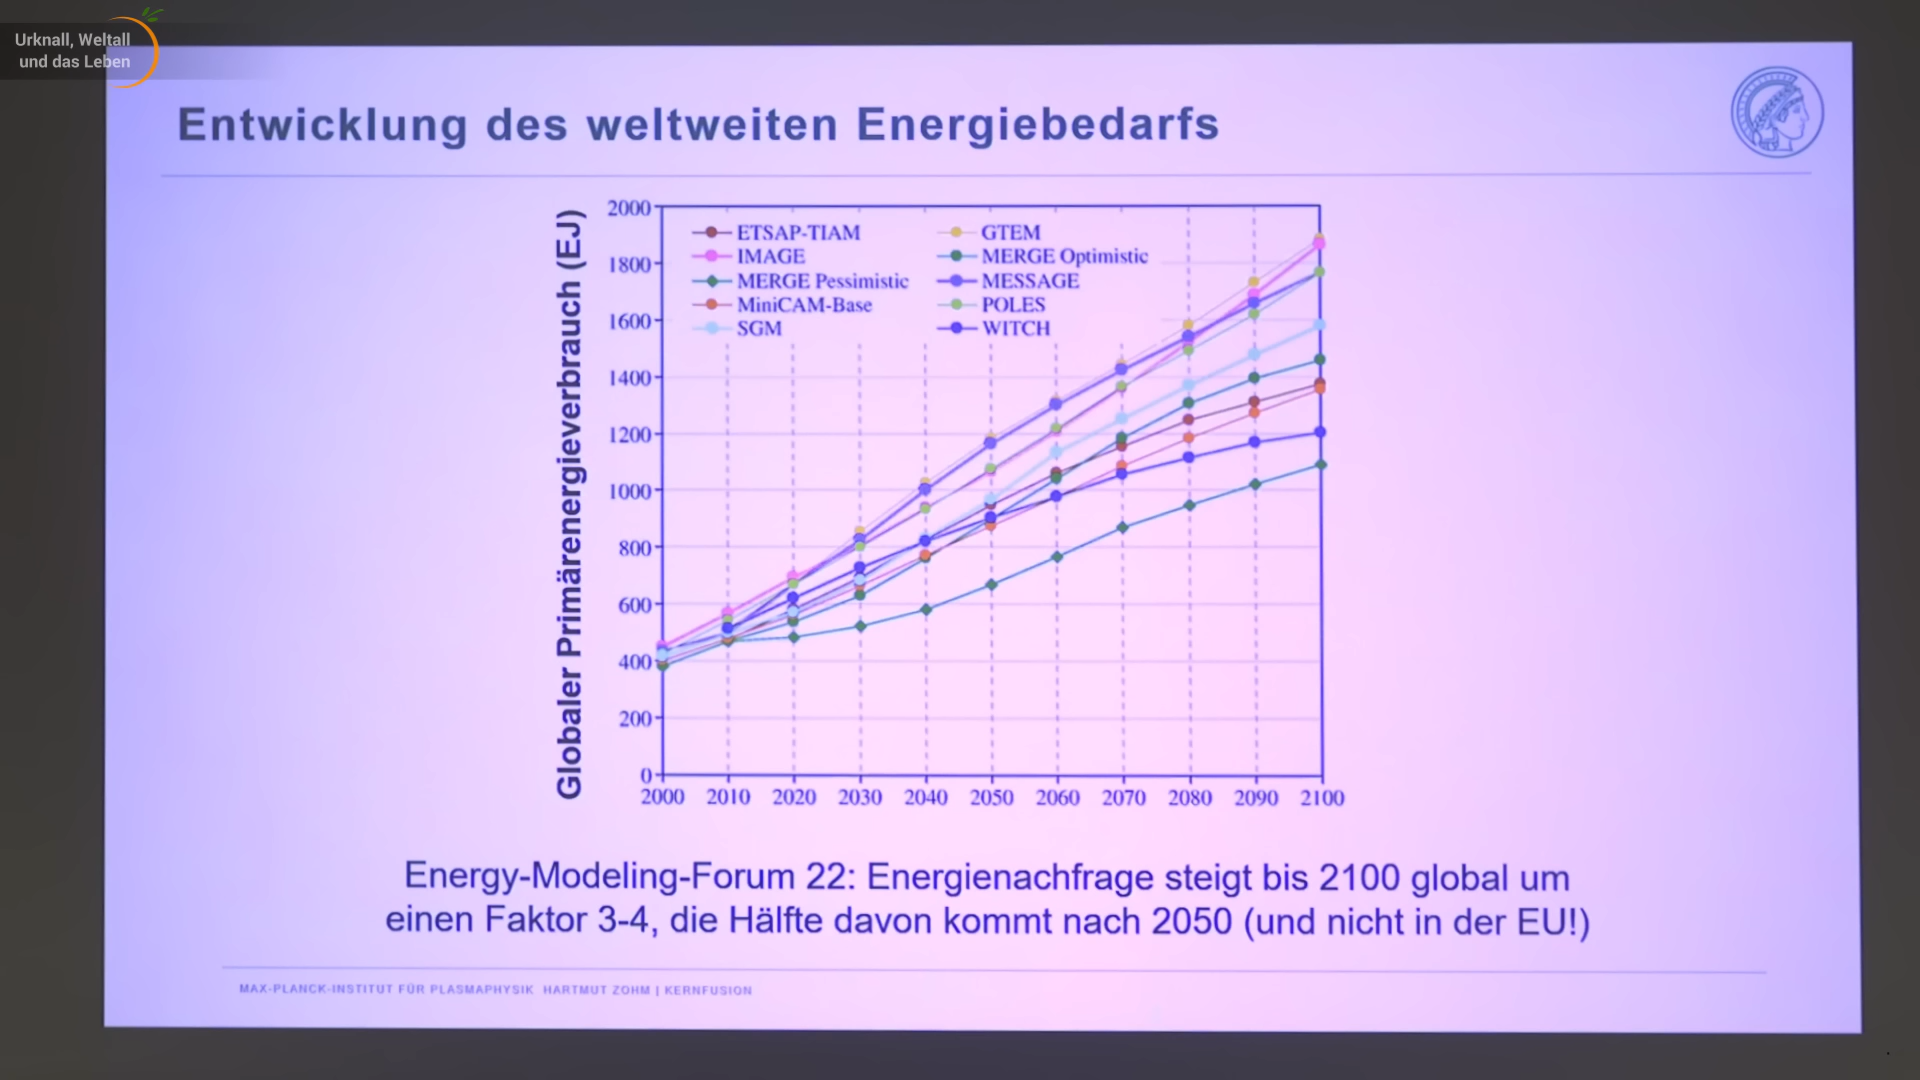 Urknall, Weltall
und das Leben
Entwicklung des weltweiten Energiebedarfs
Globaler Primärenergieverbrauch (EJ)
2000
1800
1600
1400
1200
1000
800
600
400
200
0
ETSAP-TIAM
IMAGE
MERGE Pessimistic
MiniCAM-Base
SGM
GTEM
MERGE Optimistic
MESSAGE
POLES
WITCH
2000 2010 2020 2030 2040 2050 2060 2070 2080 2090 2100
Energy-Modeling-Forum 22: Energienachfrage steigt bis 2100 global um
einen Faktor 3-4, die Hälfte davon kommt nach 2050 (und nicht in der EU!)
MAX-PLANCK-INSTITUT FÜR PLASMAPHYSIK HARTMUT ZOHM | KERNFUSION